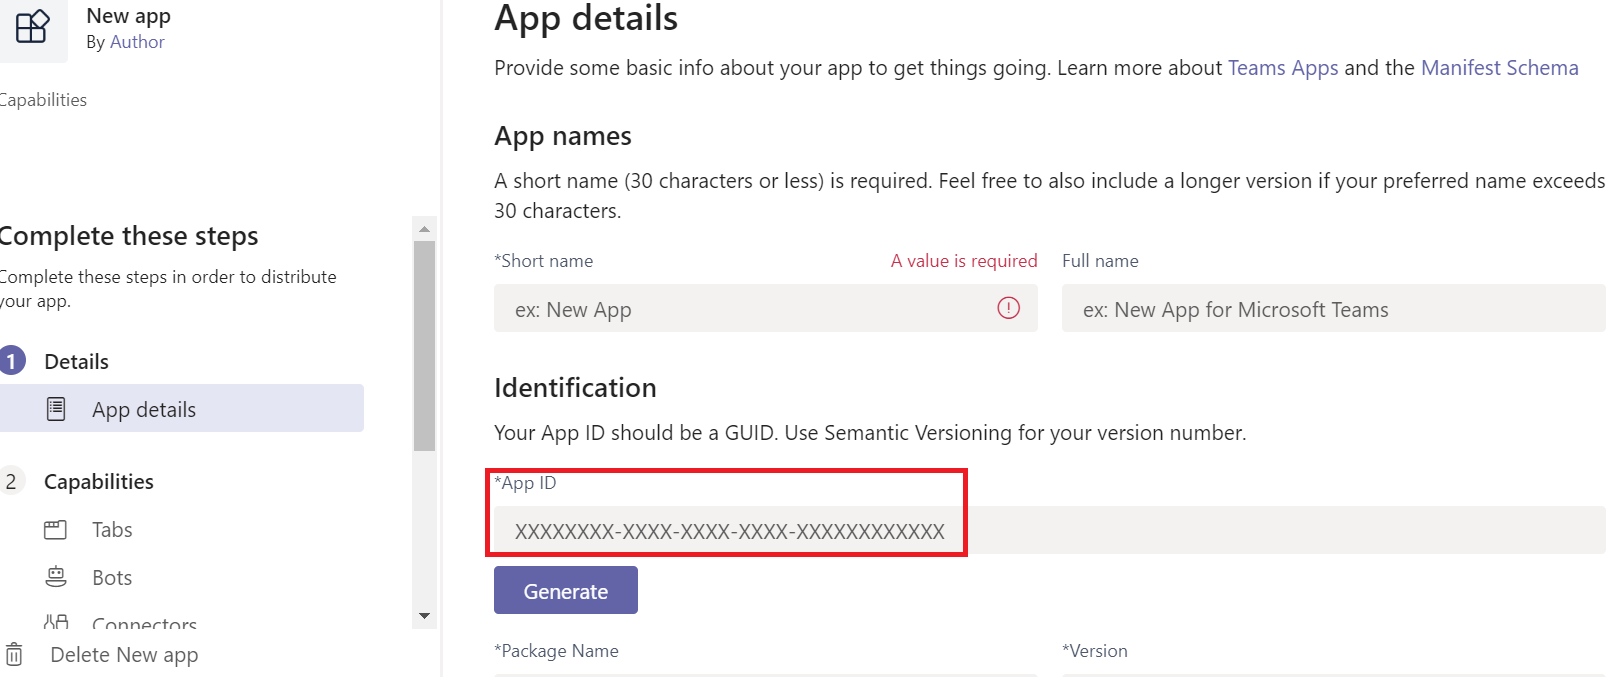 New app
By Author
Capabilities
Complete these steps
Complete these steps in order to distribute
your app.
1 Details
App details
2 Capabilities
Tabs
Bots
Connectors
Delete New app
App details
Provide some basic info about your app to get things going. Learn more about Teams Apps and the Manifest Schema
App names
A short name (30 characters or less) is required. Feel free to also include a longer version if your preferred name exceeds
30 characters.
*Short name A value is required Full name
ex: New App ex: New App for Microsoft Teams
Identification
Your App ID should be a GUID. Use Semantic Versioning for your version number.
*App ID
XXXXXXXX-XXXX-XXXX-XXXX-XXXXXXXXXXXX
Generate
*Package Name *Version